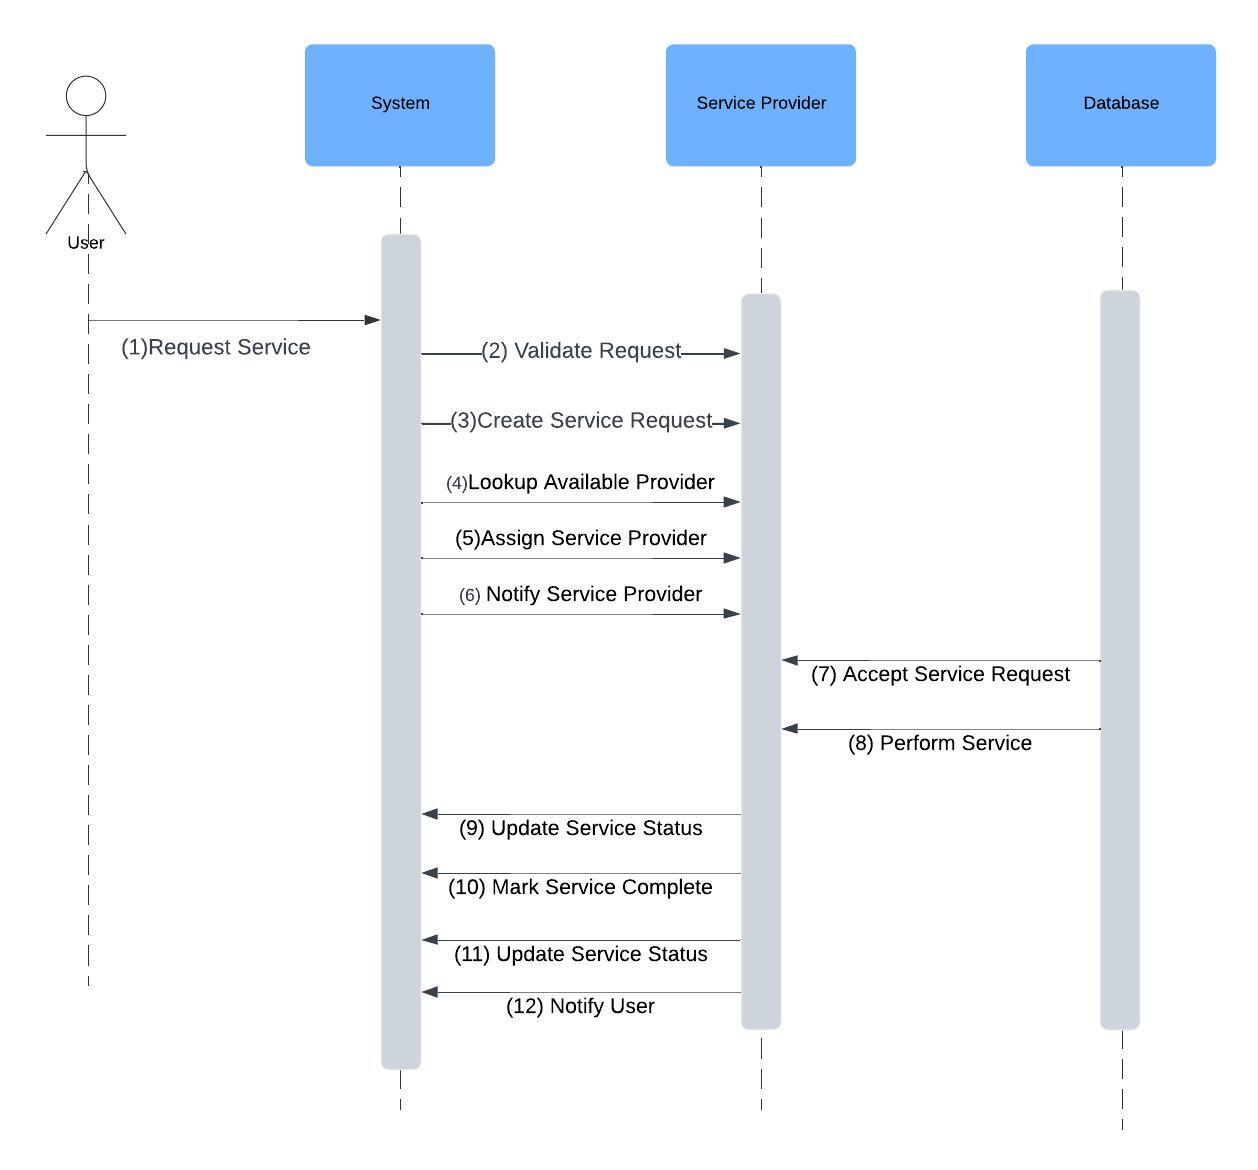 System
Service Provider
Database
User
(1)Request Service
(2) Validate Request
(3)Create Service Request
(4)Lookup Available Provider
(5)Assign Service Provider
(6) Notify Service Provider
(7) Accept Service Request
(8) Perform Service
(9) Update Service Status
(10) Mark Service Complete
(11) Update Service Status
(12) Notify User